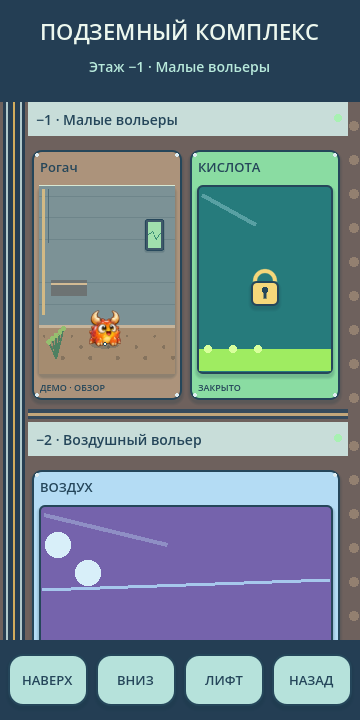 ПОДЗЕМНЫЙ КОМПЛЕКС
Этаж −1 · Малые вольеры
−1 · Малые вольеры
Рогач
КИСЛОТА
ДЕМО · ОБЗОР
ЗАКРЫТО
−2 · Воздушный вольер
ВОЗДУХ
НАВЕРХ
ВНИЗ
ЛИФТ
НАЗАД